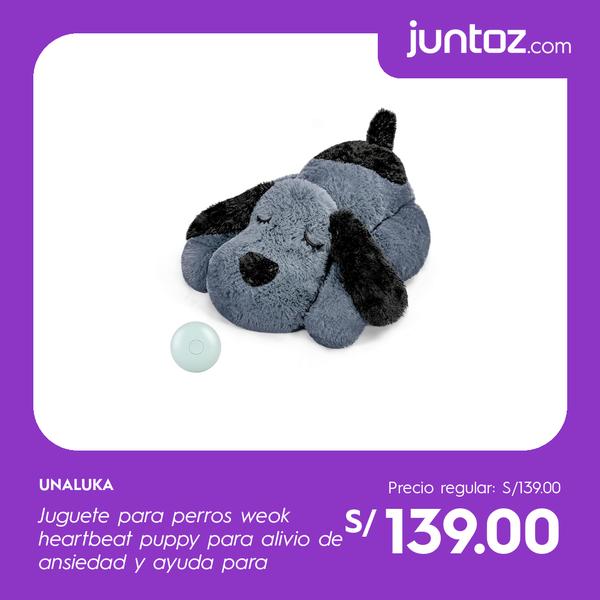 juntoz.com
UNALUKA
Juguete para perros weok
heartbeat puppy para alivio de
ansiedad y ayuda para
Precio regular: S/139.00
S/ 139.00